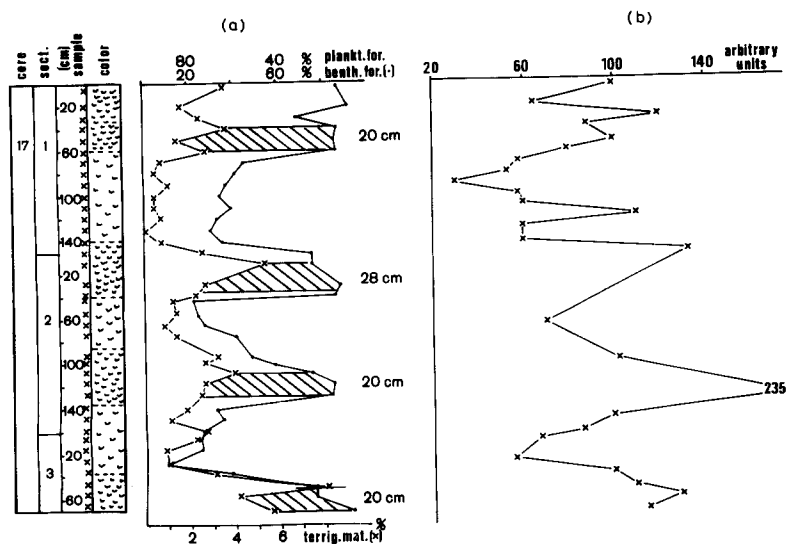 (a)
(b)
core
sect.
(cm)
sample
color
80 40 % plankt.for.
20 60 % benth.for.(-)
arbitrary
units
20 60 140
17
1
20
60
100
140
20 cm
2
20
60
100
140
28 cm
20 cm
235
3
20
60
20 cm
2 4 6 %
terrig.mat.(×)